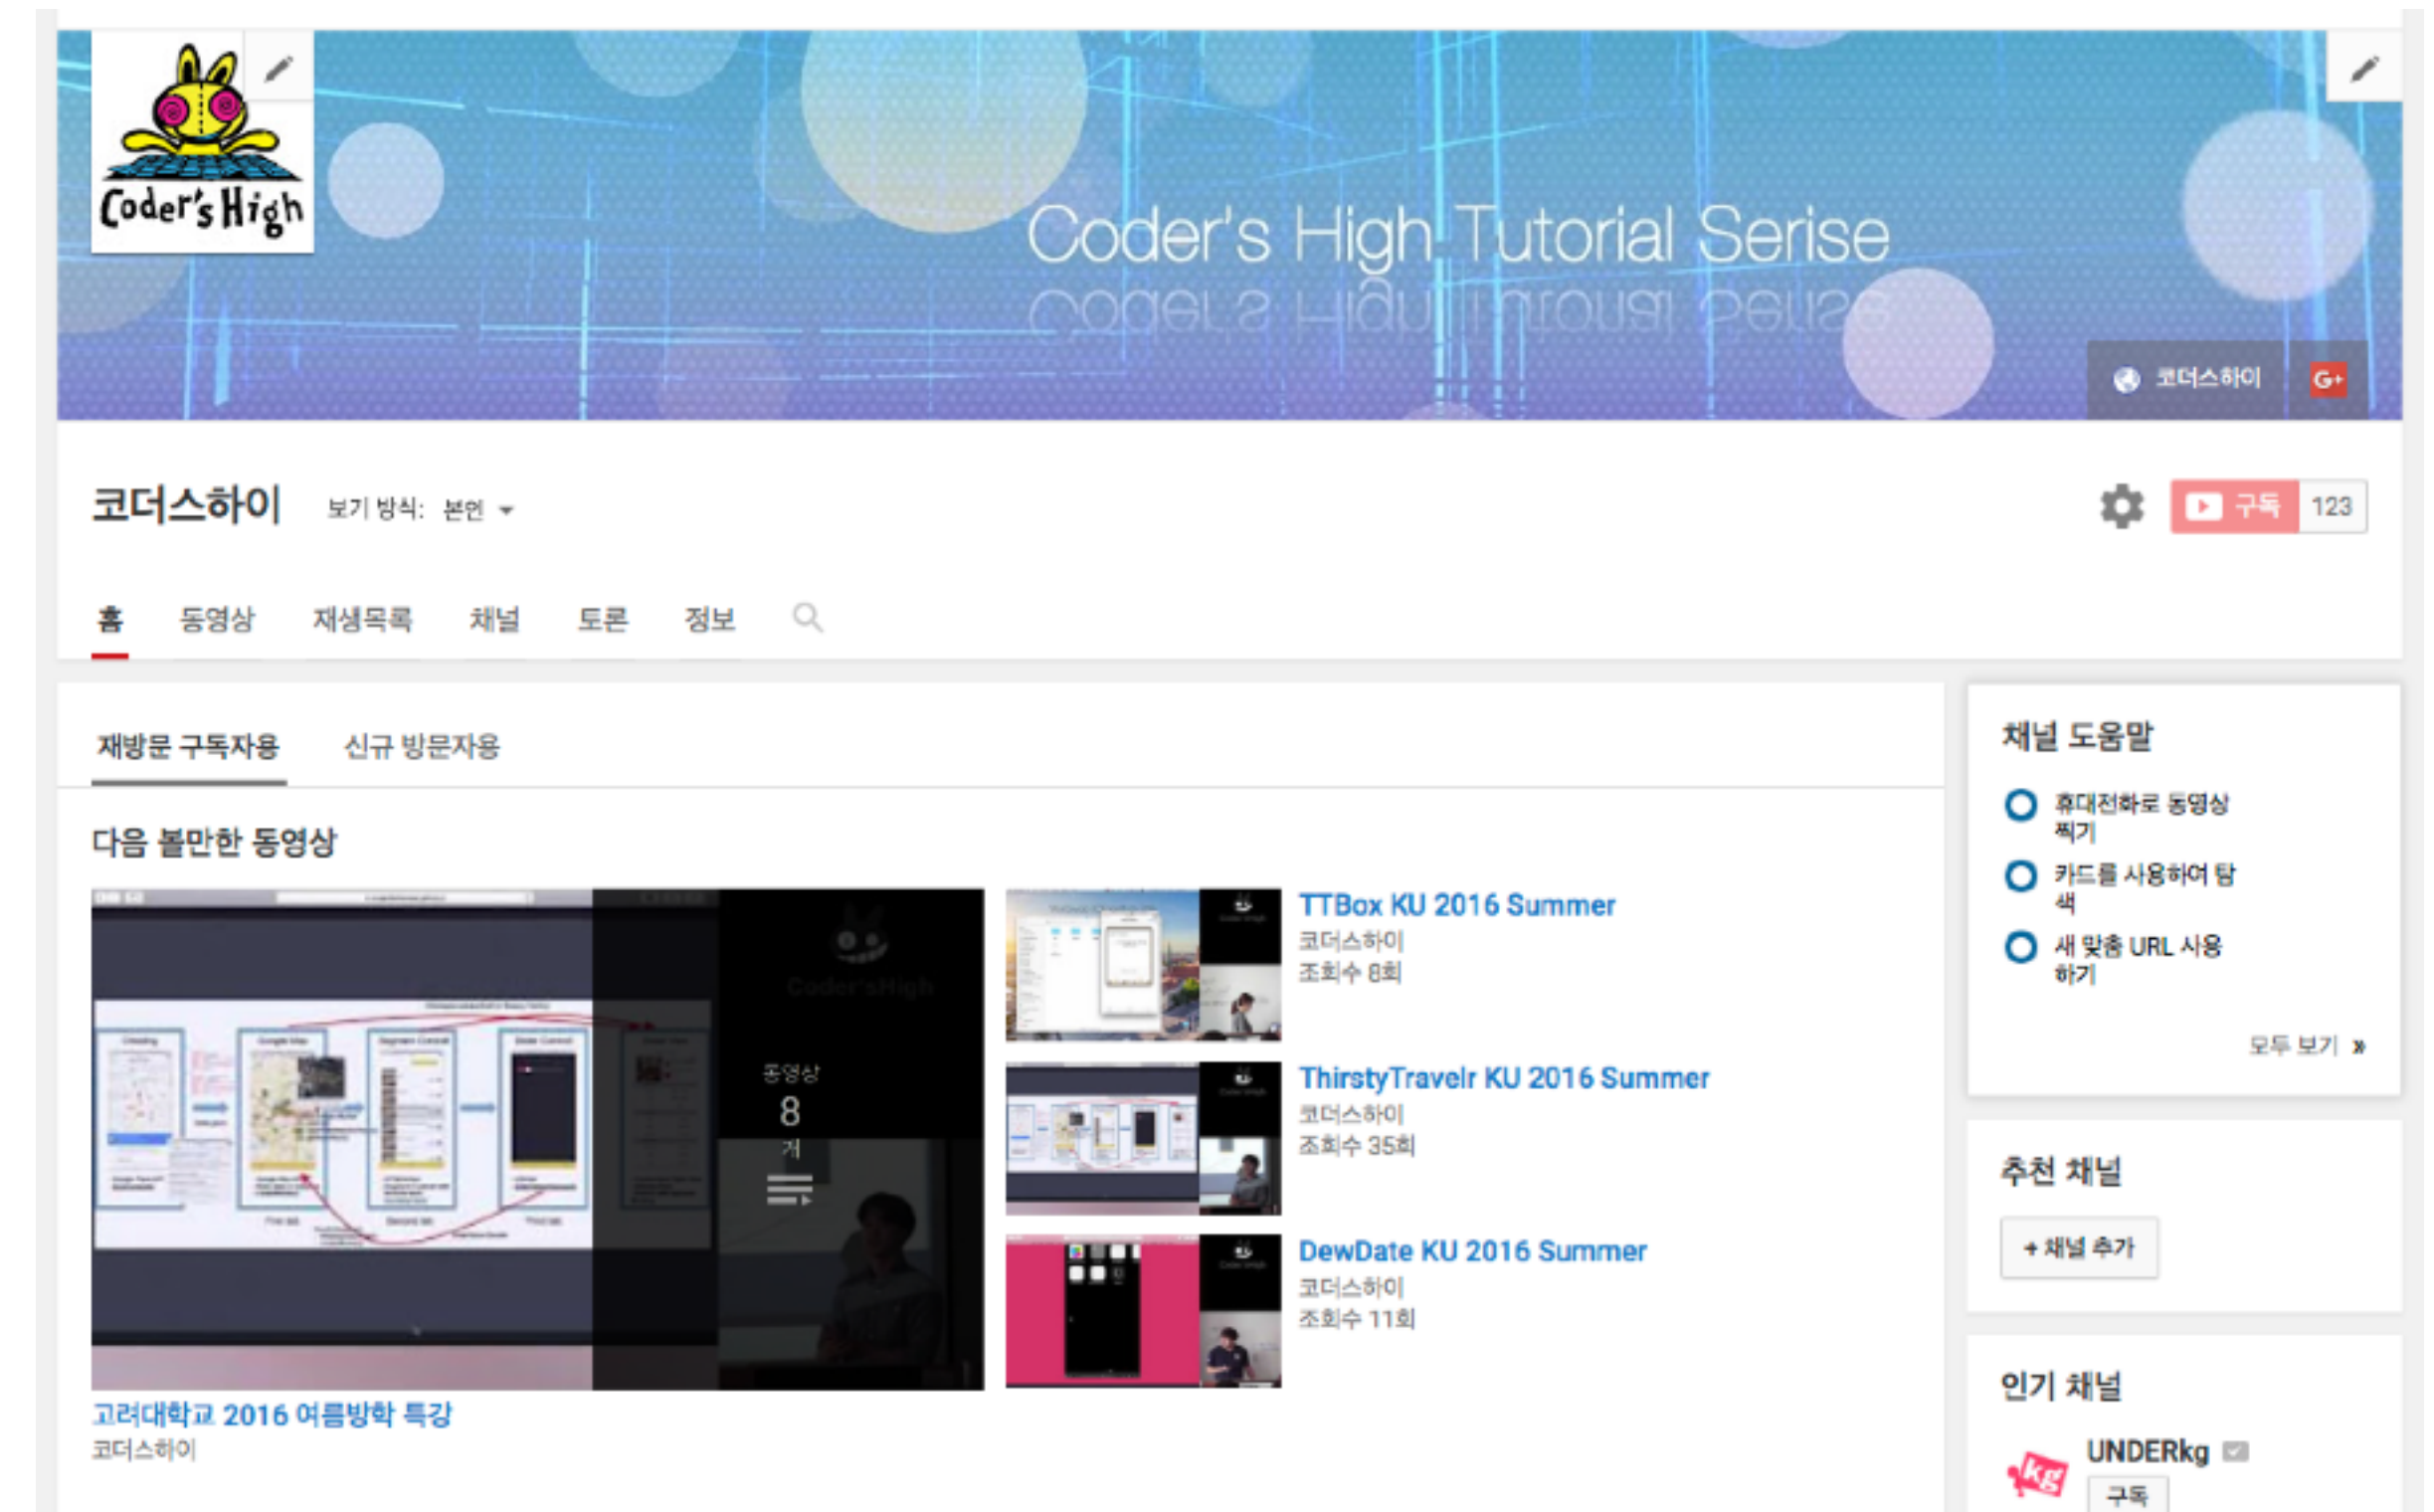 Coder's High
Coder's High Tutorial Serise
코더스하이
G+
코더스하이
보기 방식: 본인
구독 123
홈 동영상 재생목록 채널 토론 정보
재방문 구독자용 신규 방문자용
다음 볼만한 동영상
Coder'sHigh
동영상
8
개
고려대학교 2016 여름방학 특강
코더스하이
TTBox KU 2016 Summer
코더스하이
조회수 8회
ThirstyTravelr KU 2016 Summer
코더스하이
조회수 35회
DewDate KU 2016 Summer
코더스하이
조회수 11회
채널 도움말
휴대전화로 동영상
찍기
카드를 사용하여 탐
색
새 맞춤 URL 사용
하기
모두 보기 »
추천 채널
+ 채널 추가
인기 채널
kg
UNDERkg
구독